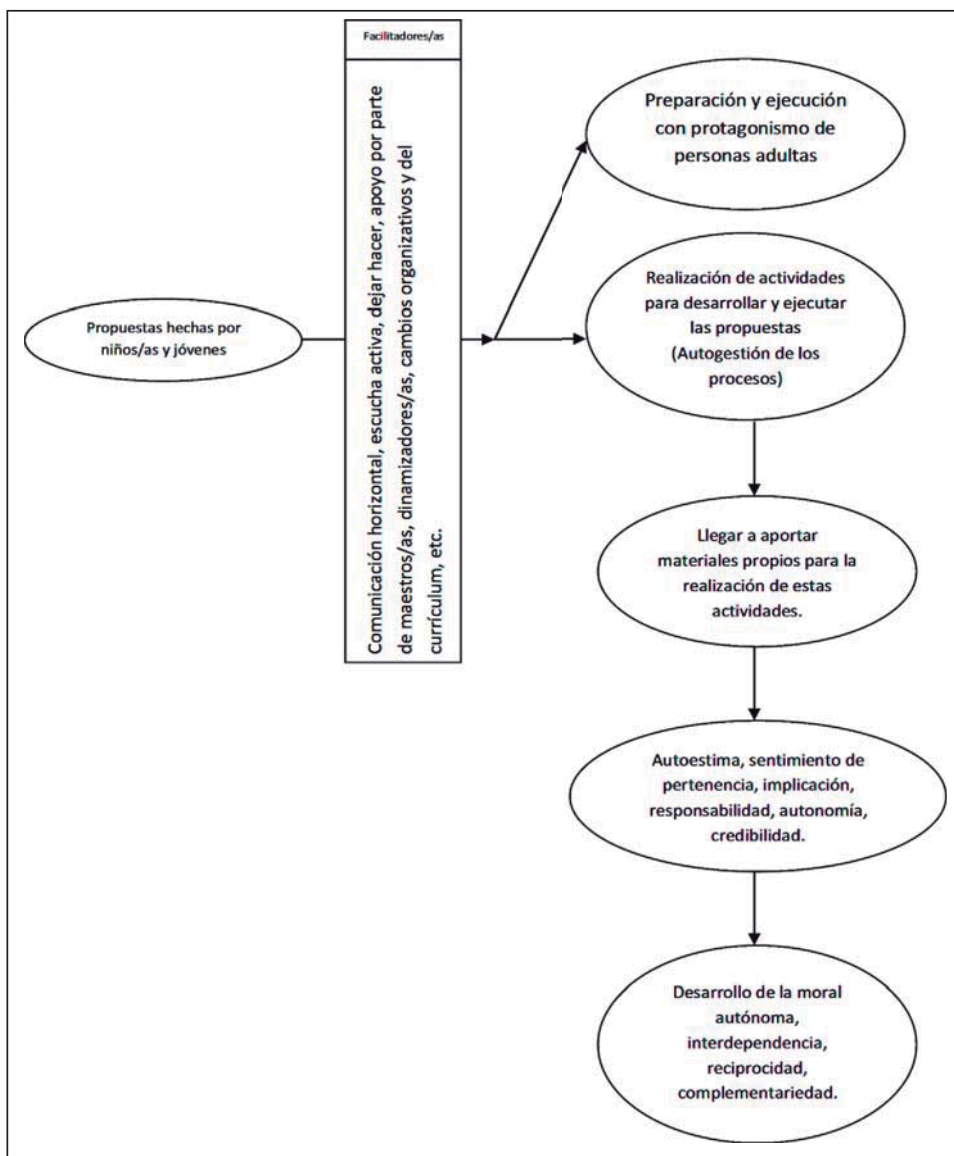 Facilitadores/as
Comunicación horizontal, escucha activa, dejar hacer, apoyo por parte
de maestros/as, dinamizadores/as, cambios organizativos y del
currículum, etc.
Propuestas hechas por
niños/as y jóvenes
Preparación y ejecución
con protagonismo de
personas adultas
Realización de actividades
para desarrollar y ejecutar
las propuestas
(Autogestión de los
procesos)
Llegar a aportar
materiales propios para la
realización de estas
actividades.
Autoestima, sentimiento de
pertenencia, implicación,
responsabilidad, autonomía,
credibilidad.
Desarrollo de la moral
autónoma,
interdependencia,
reciprocidad,
complementariedad.